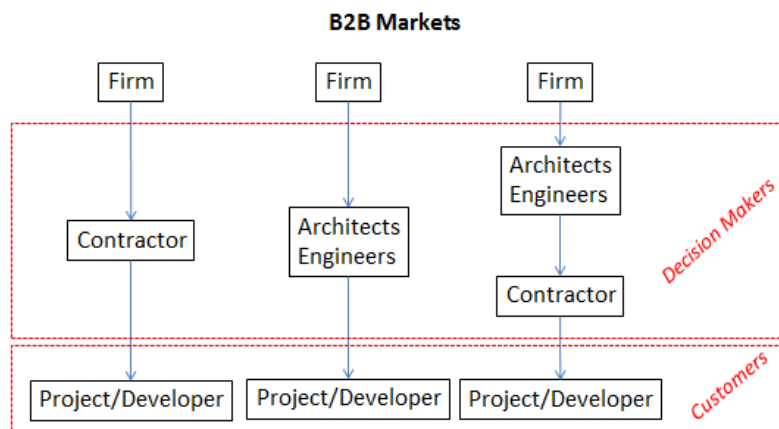 B2B Markets
Firm
Firm
Firm
Architects
Engineers
Contractor
Architects
Engineers
Contractor
Decision Makers
Project/Developer
Project/Developer
Project/Developer
Customers